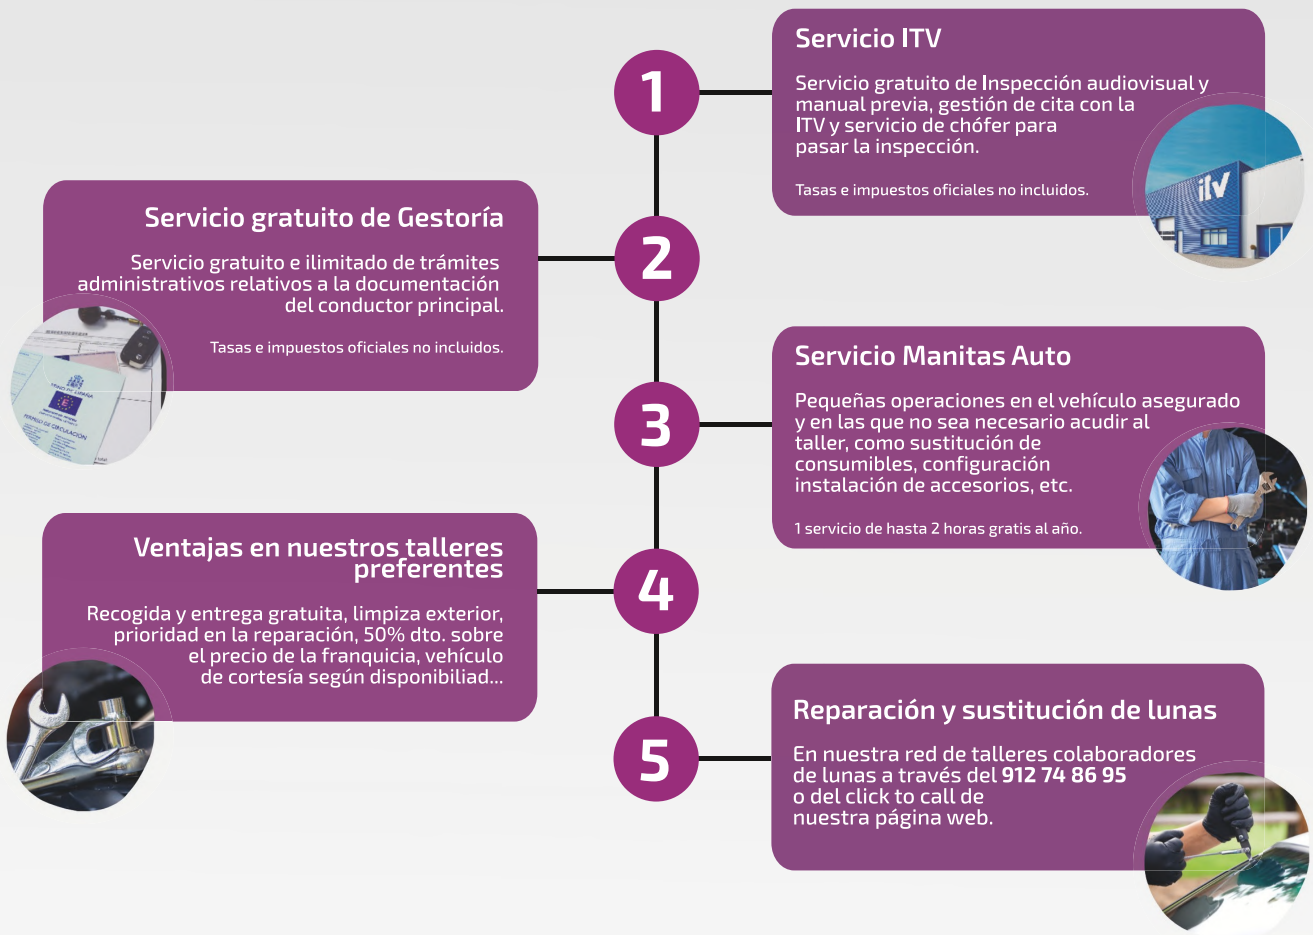 1
Servicio ITV
Servicio gratuito de Inspección audiovisual y
manual previa, gestión de cita con la
ITV y servicio de chófer para
pasar la inspección.
Tasas e impuestos oficiales no incluidos.
itv
2
Servicio gratuito de Gestoría
Servicio gratuito e ilimitado de trámites
administrativos relativos a la documentación
del conductor principal.
Tasas e impuestos oficiales no incluidos.
PERMISO DE CIRCULACIÓN
3
Servicio Manitas Auto
Pequeñas operaciones en el vehículo asegurado
y en las que no sea necesario acudir al
taller, como sustitución de
consumibles, configuración
instalación de accesorios, etc.
1 servicio de hasta 2 horas gratis al año.
4
Ventajas en nuestros talleres
preferentes
Recogida y entrega gratuita, limpiza exterior,
prioridad en la reparación, 50% dto. sobre
el precio de la franquicia, vehículo
de cortesía según disponibiliad...
5
Reparación y sustitución de lunas
En nuestra red de talleres colaboradores
de lunas a través del 912 74 86 95
o del click to call de
nuestra página web.